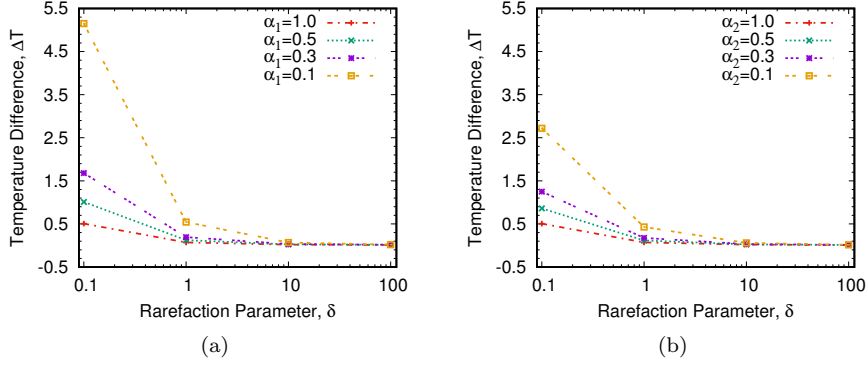 5.5
4.5
3.5
2.5
1.5
0.5
-0.5
0.1
1
10
100
Temperature Difference, ΔT
Rarefaction Parameter, δ
α₁=1.0
α₁=0.5
α₁=0.3
α₁=0.1
(a)
5.5
4.5
3.5
2.5
1.5
0.5
-0.5
0.1
1
10
100
Temperature Difference, ΔT
Rarefaction Parameter, δ
α₂=1.0
α₂=0.5
α₂=0.3
α₂=0.1
(b)